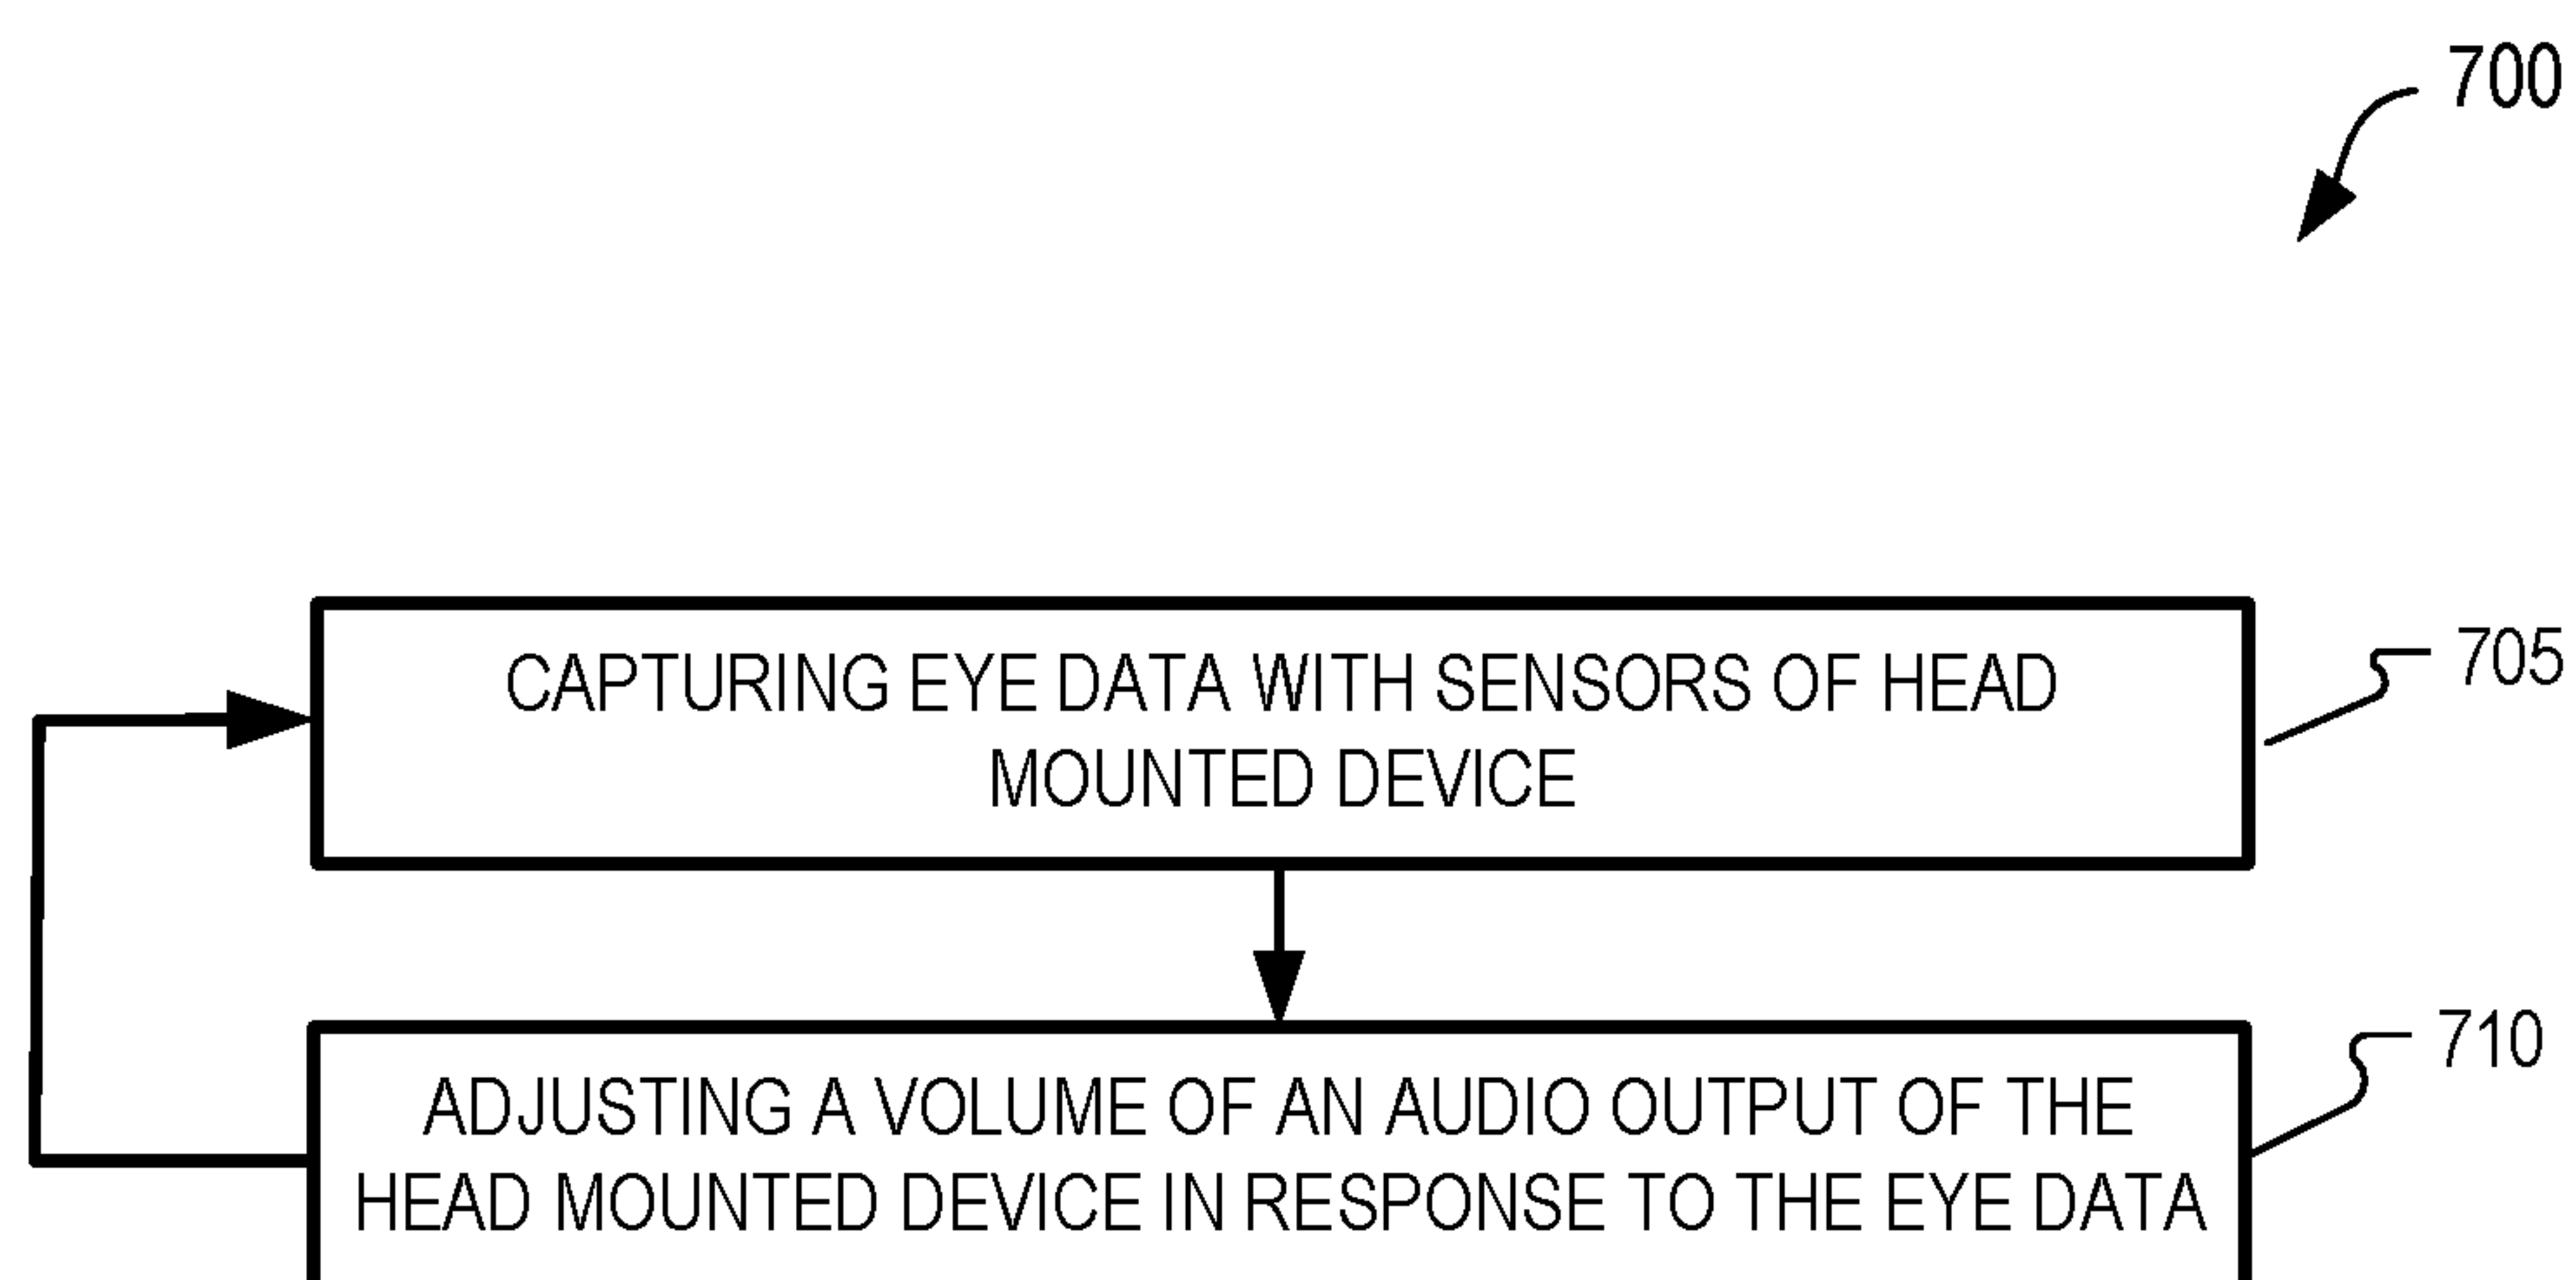 700
CAPTURING EYE DATA WITH SENSORS OF HEAD
MOUNTED DEVICE
705
ADJUSTING A VOLUME OF AN AUDIO OUTPUT OF THE
HEAD MOUNTED DEVICE IN RESPONSE TO THE EYE DATA
710